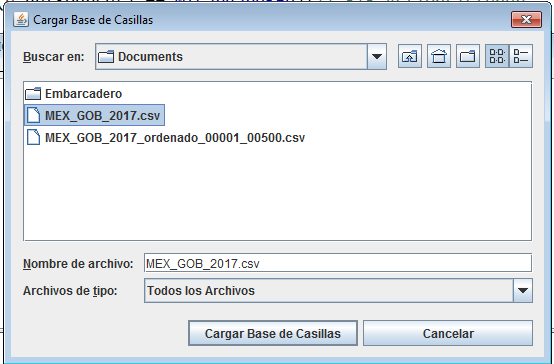 Cargar Base de Casillas
Buscar en: Documents
Embarcadero
MEX_GOB_2017.csv
MEX_GOB_2017_ordenado_00001_00500.csv
Nombre de archivo: MEX_GOB_2017.csv
Archivos de tipo: Todos los Archivos
Cargar Base de Casillas Cancelar